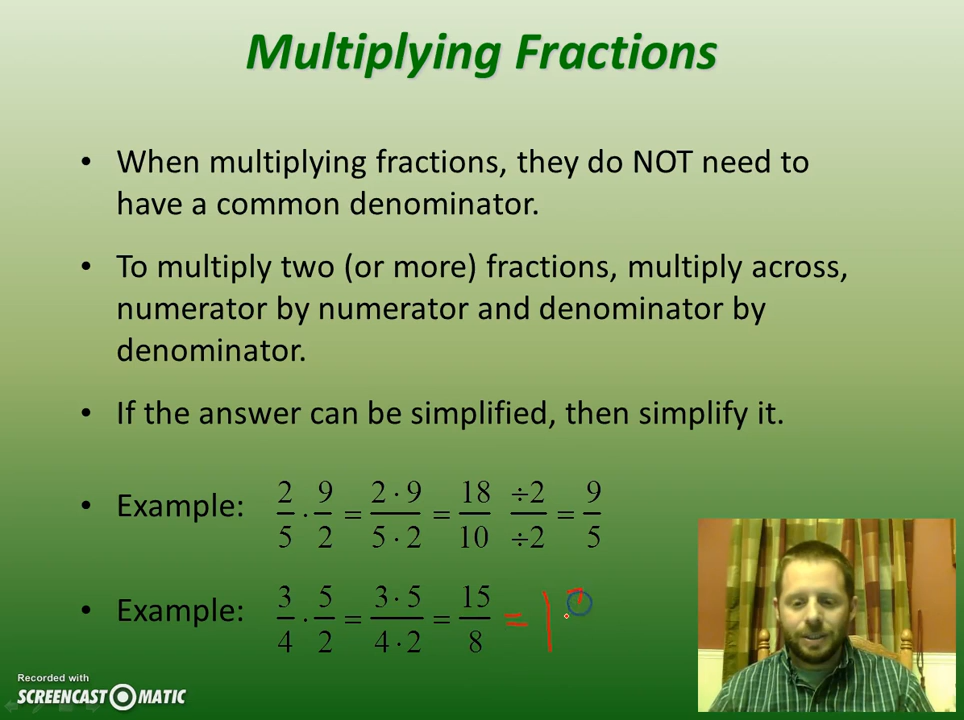 Multiplying Fractions
• When multiplying fractions, they do NOT need to
have a common denominator.
• To multiply two (or more) fractions, multiply across,
numerator by numerator and denominator by
denominator.
• If the answer can be simplified, then simplify it.
• Example: 2/5 · 9/2 = 2 · 9/5 · 2 = 18/10 ÷2/÷2 = 9/5
• Example: 3/4 · 5/2 = 3 · 5/4 · 2 = 15/8 = 1
Recorded with
SCREENCAST O MATIC